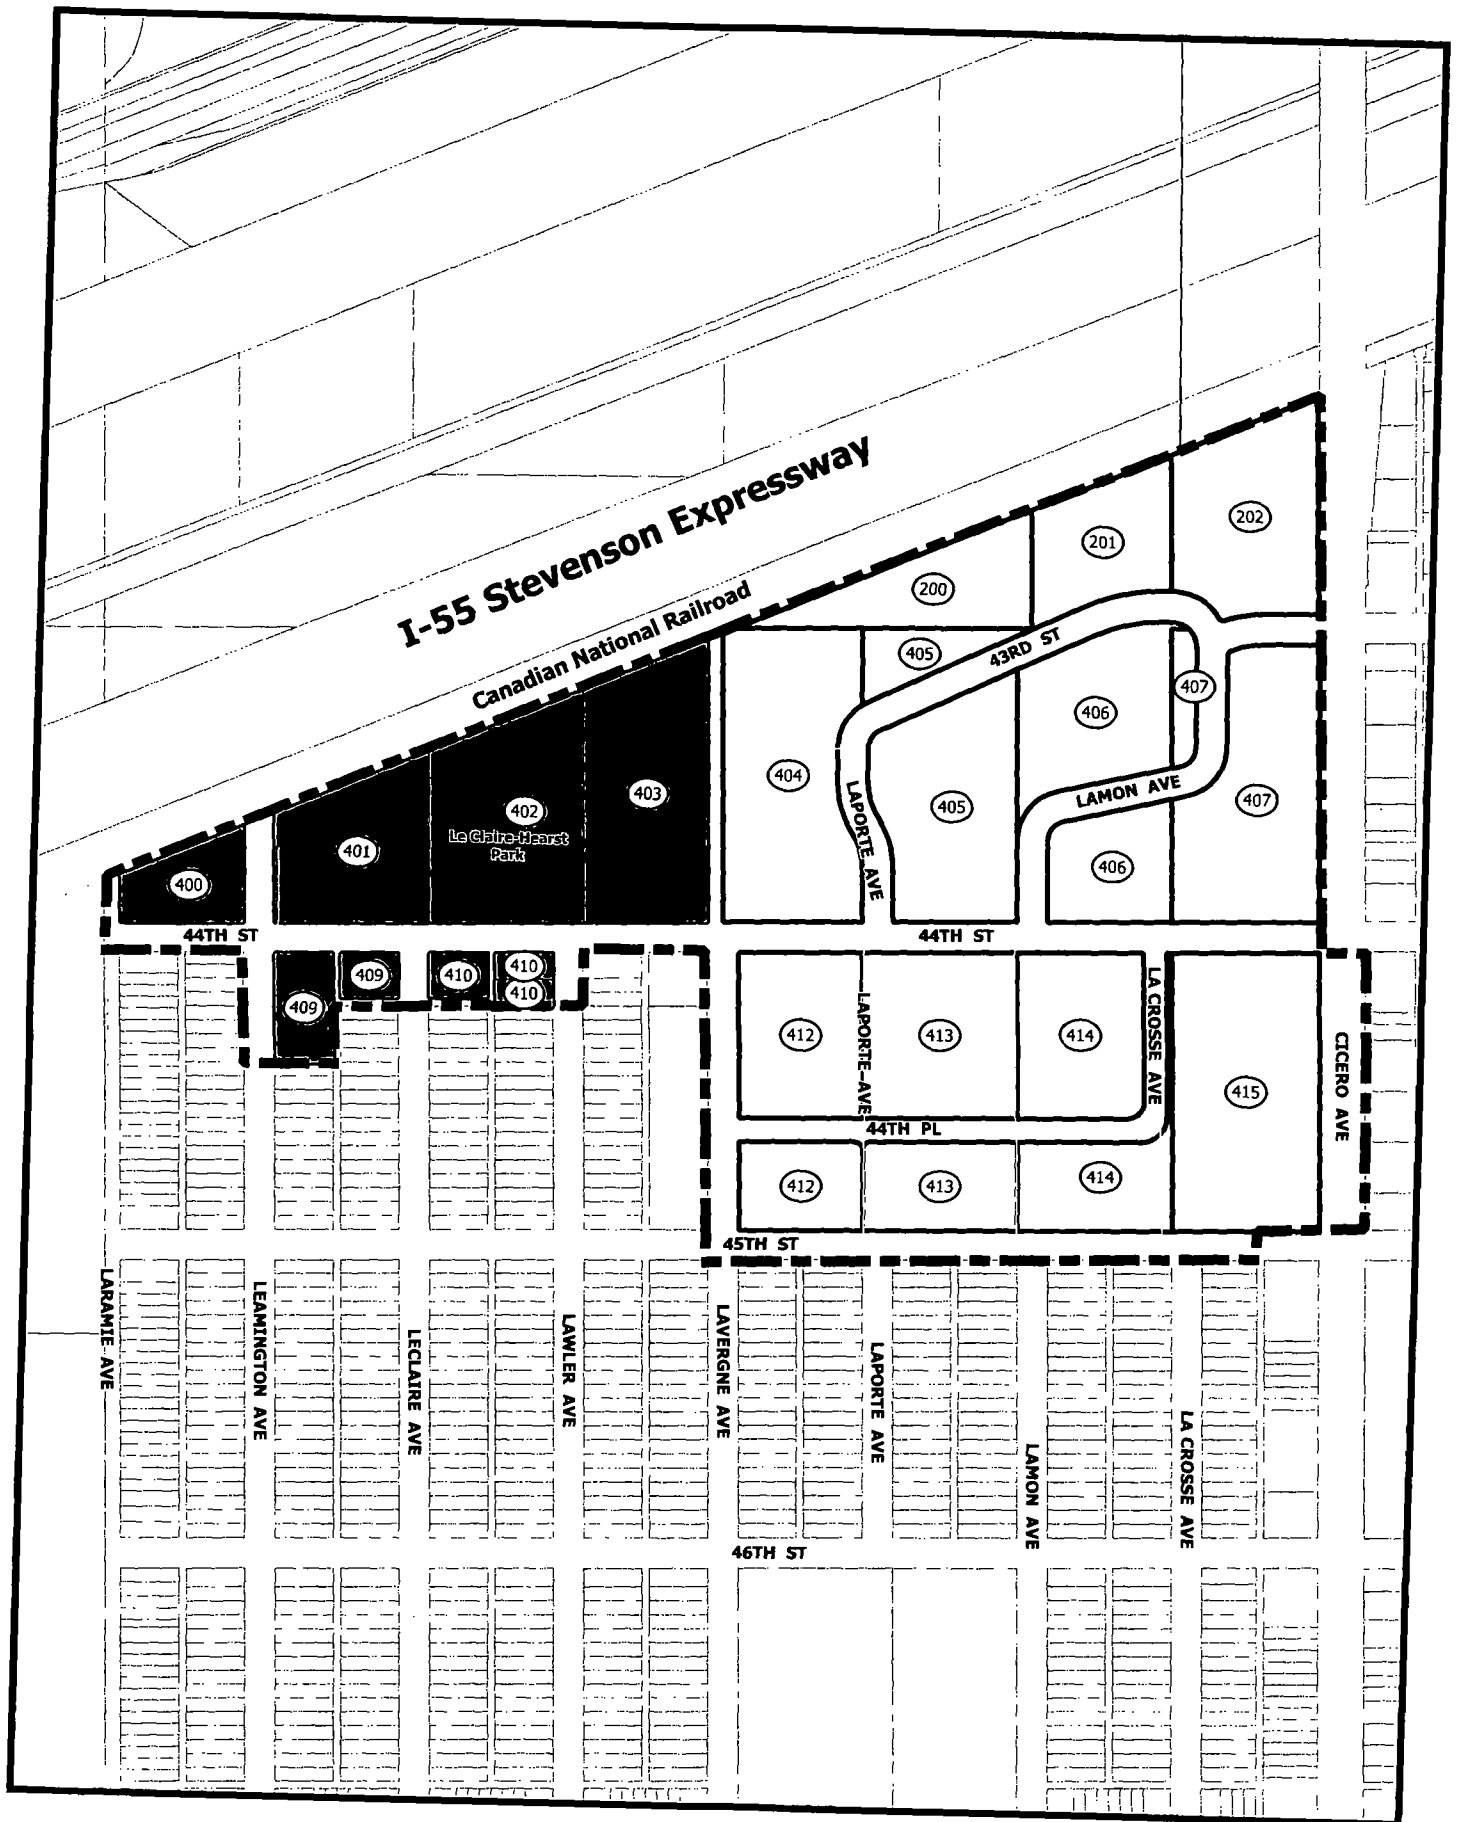 I-55 Stevenson Expressway
Canadian National Railroad
202
201
200
405
43RD ST
407
406
404
403
402
Le Claire-Hearst
Park
401
400
405
LAPORTE AVE
LAMON AVE
407
406
44TH ST
44TH ST
409
410
410
410
409
412
LAPORTE AVE
413
414
LA CROSSE AVE
415
CICERO AVE
44TH PL
412
413
414
45TH ST
LARAMIE AVE
LEAMINGTON AVE
LECLAIRE AVE
LAWLER AVE
LAVERGNE AVE
LAPORTE AVE
LAMON AVE
LA CROSSE AVE
46TH ST